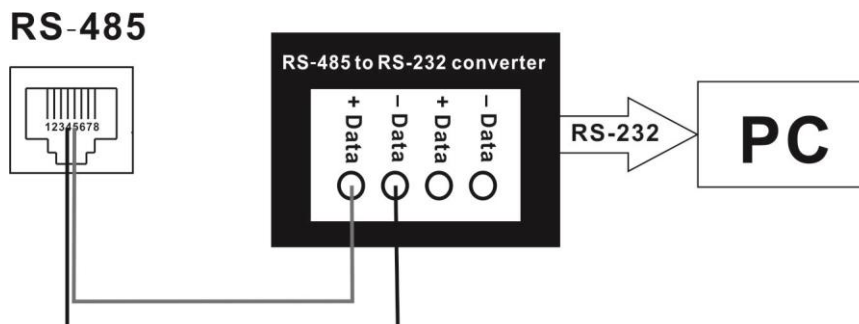 RS-485
12345678
RS-485 to RS-232 converter
+ Data
– Data
+ Data
– Data
RS-232
PC